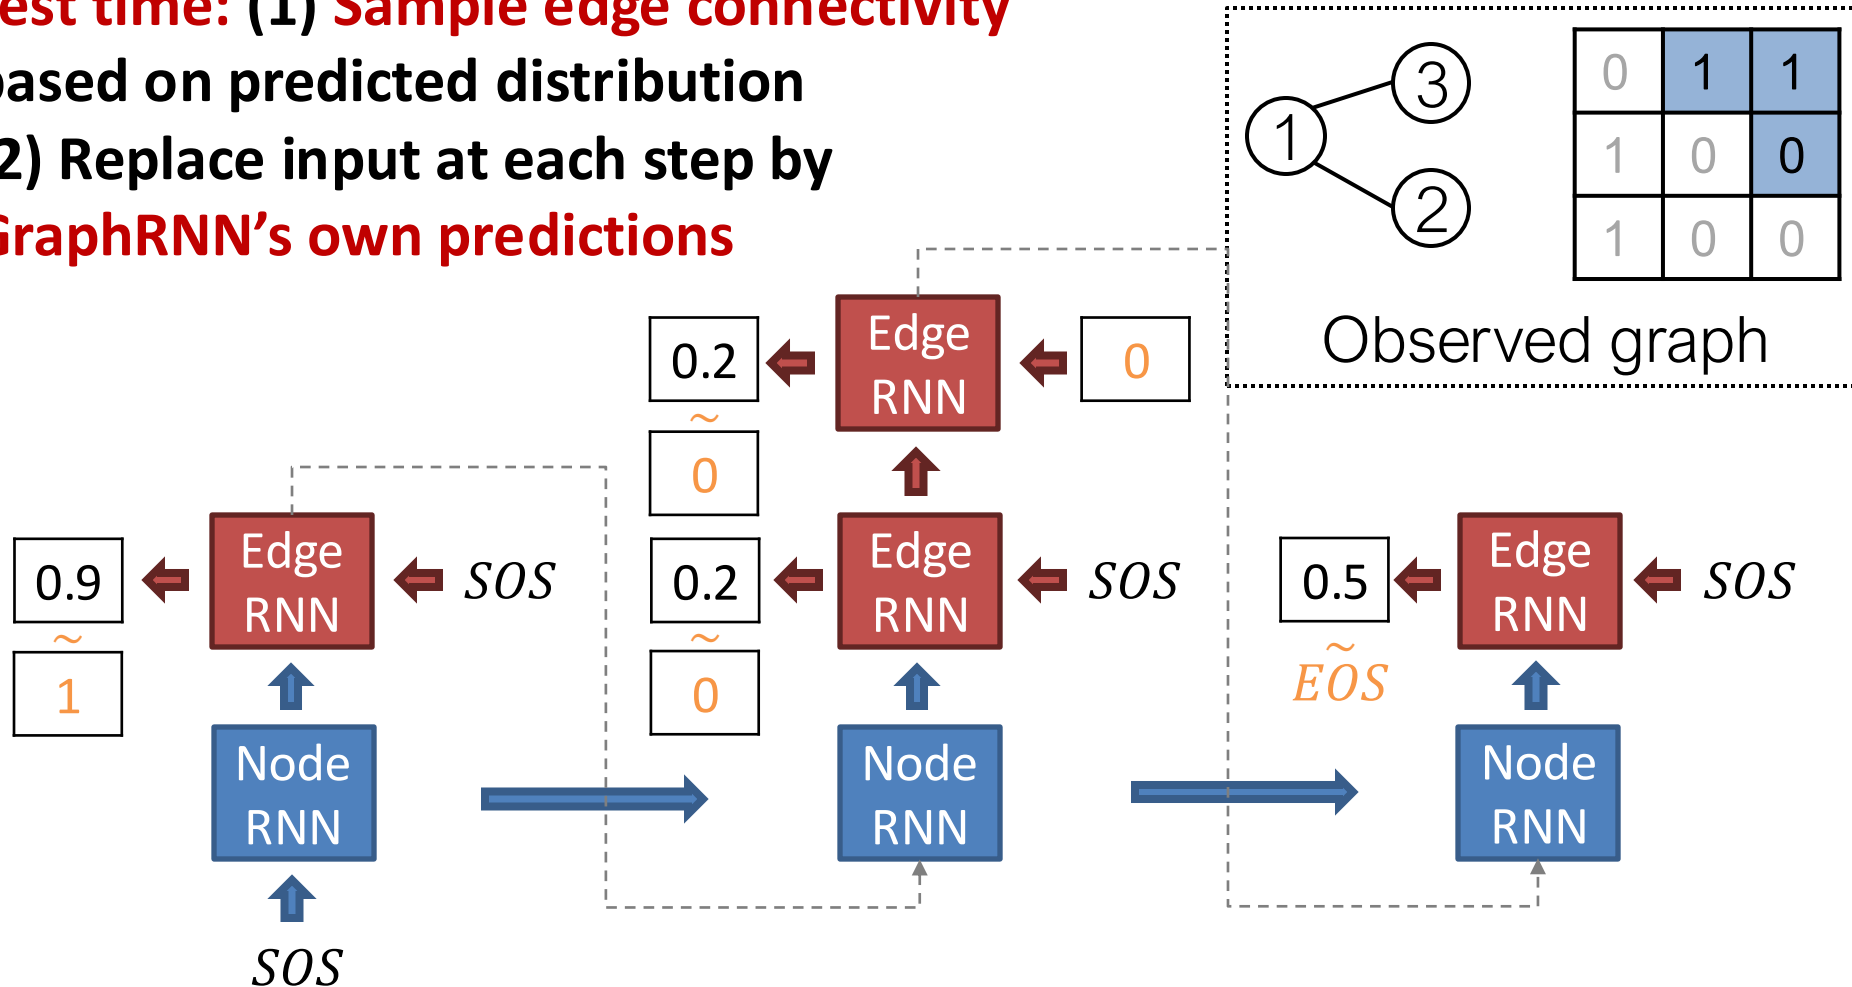 est time: (1) Sample edge connectivity
based on predicted distribution
2) Replace input at each step by
GraphRNN's own predictions
1
3
2
0 1 1
1 0 0
1 0 0
Observed graph
0.2
~
0
Edge
RNN
0
0.9
~
1
Edge
RNN
SOS
0.2
~
0
Edge
RNN
SOS
0.5
~
EOS
Edge
RNN
SOS
Node
RNN
Node
RNN
Node
RNN
SOS